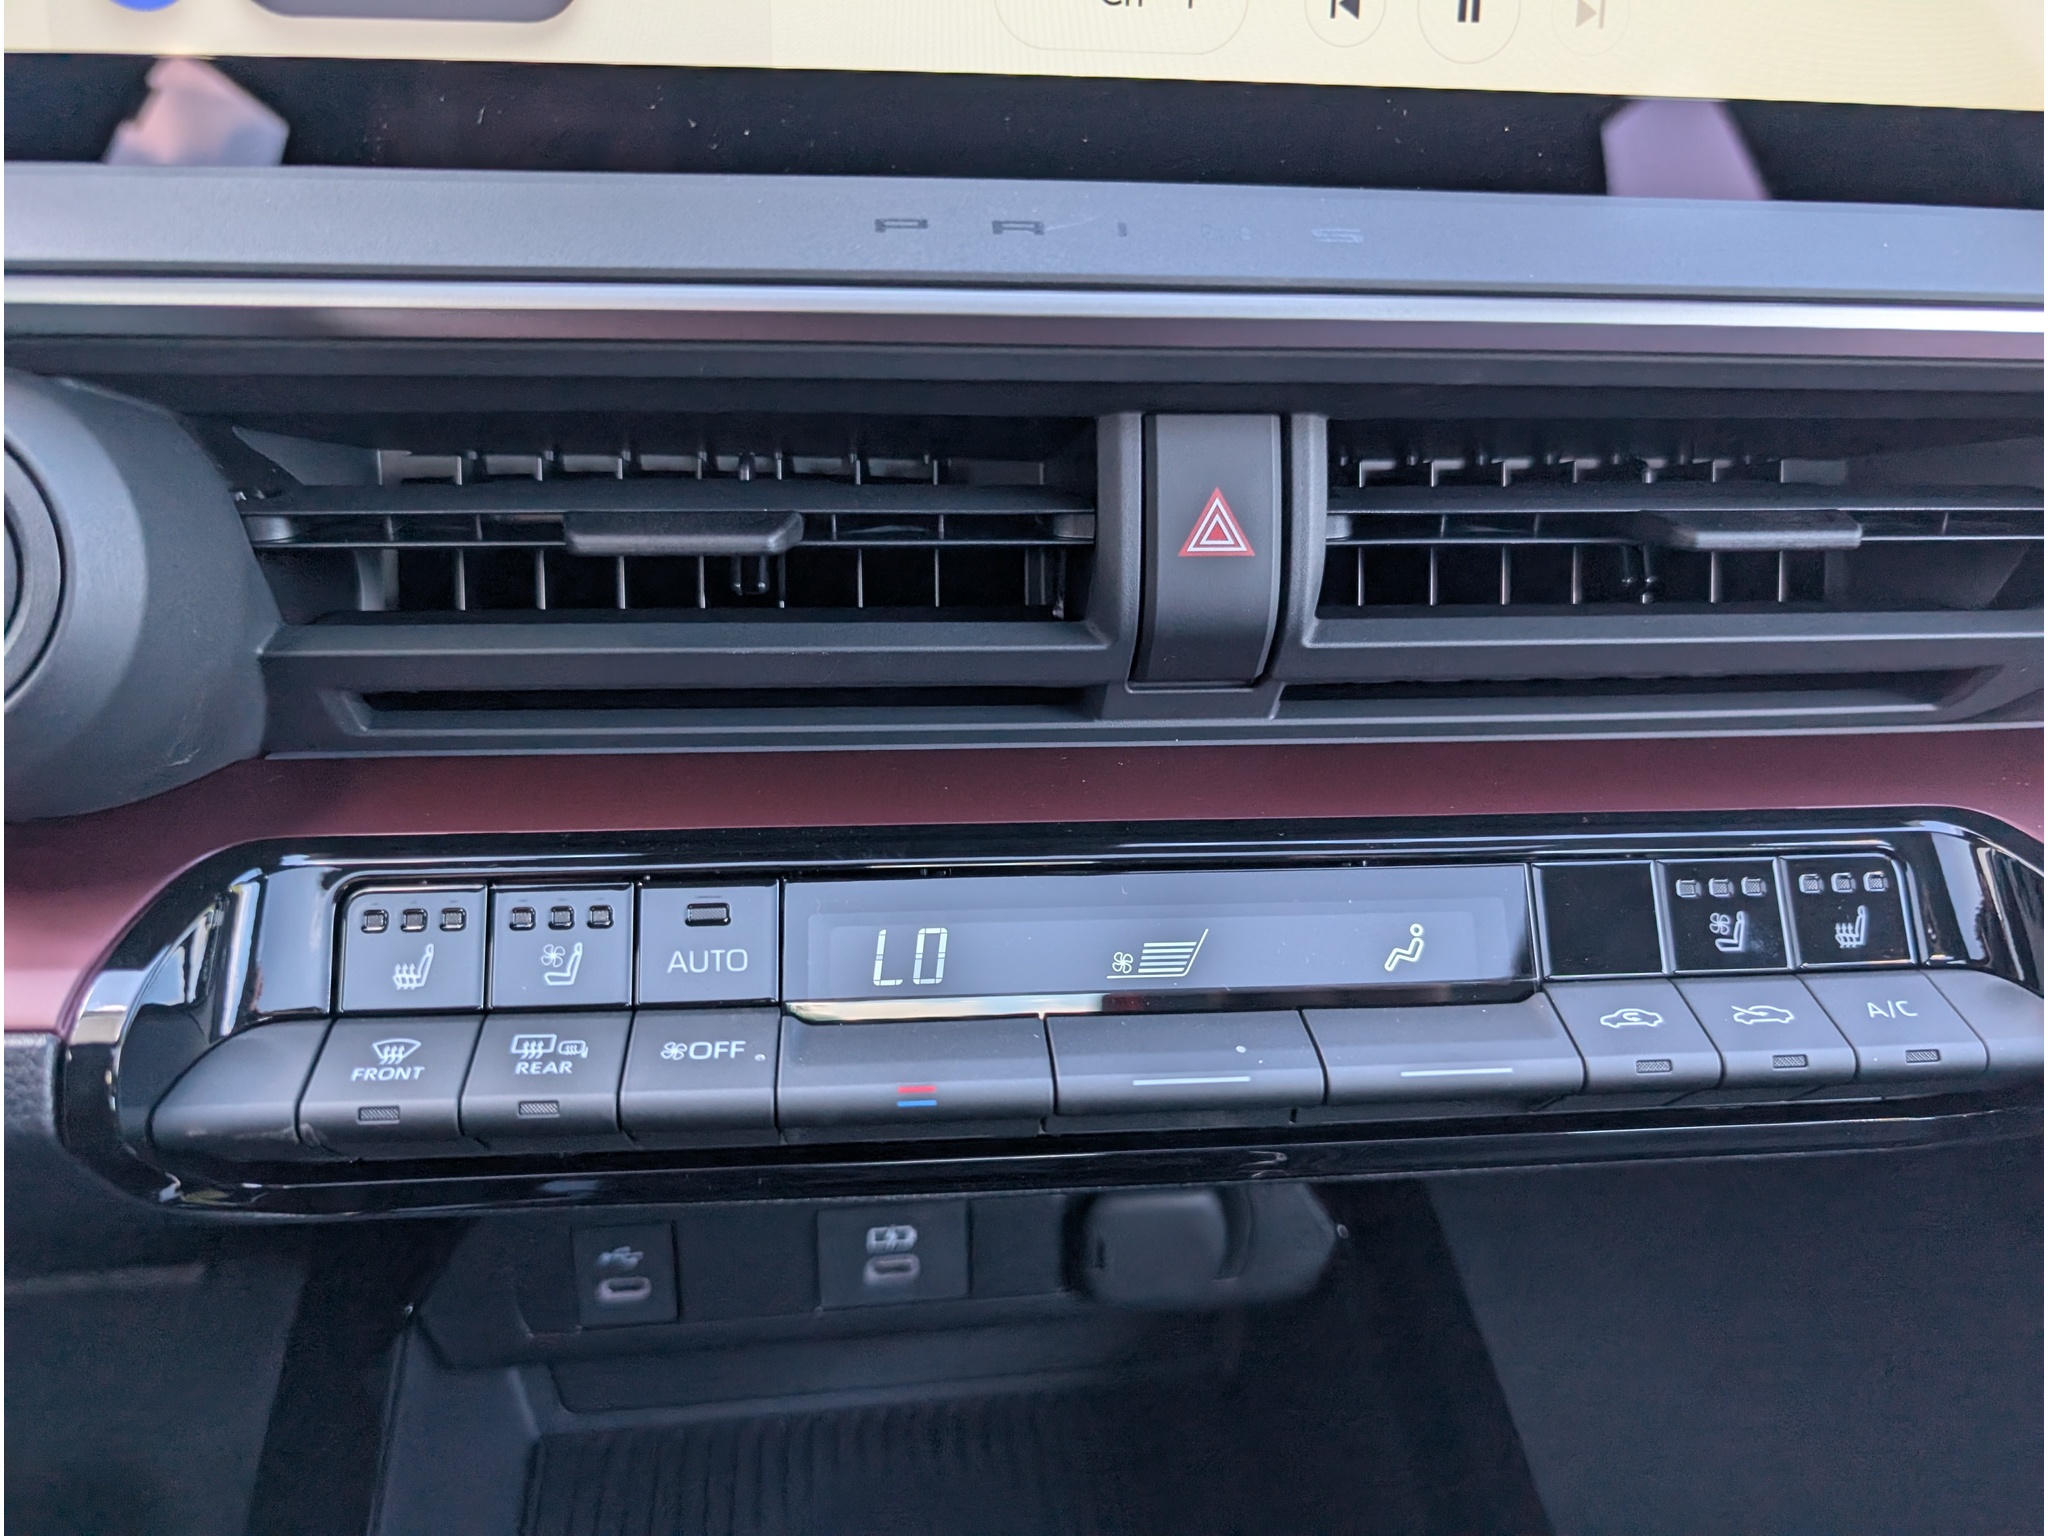 PRIUS
AUTO
LO
FRONT
REAR
OFF
A/C